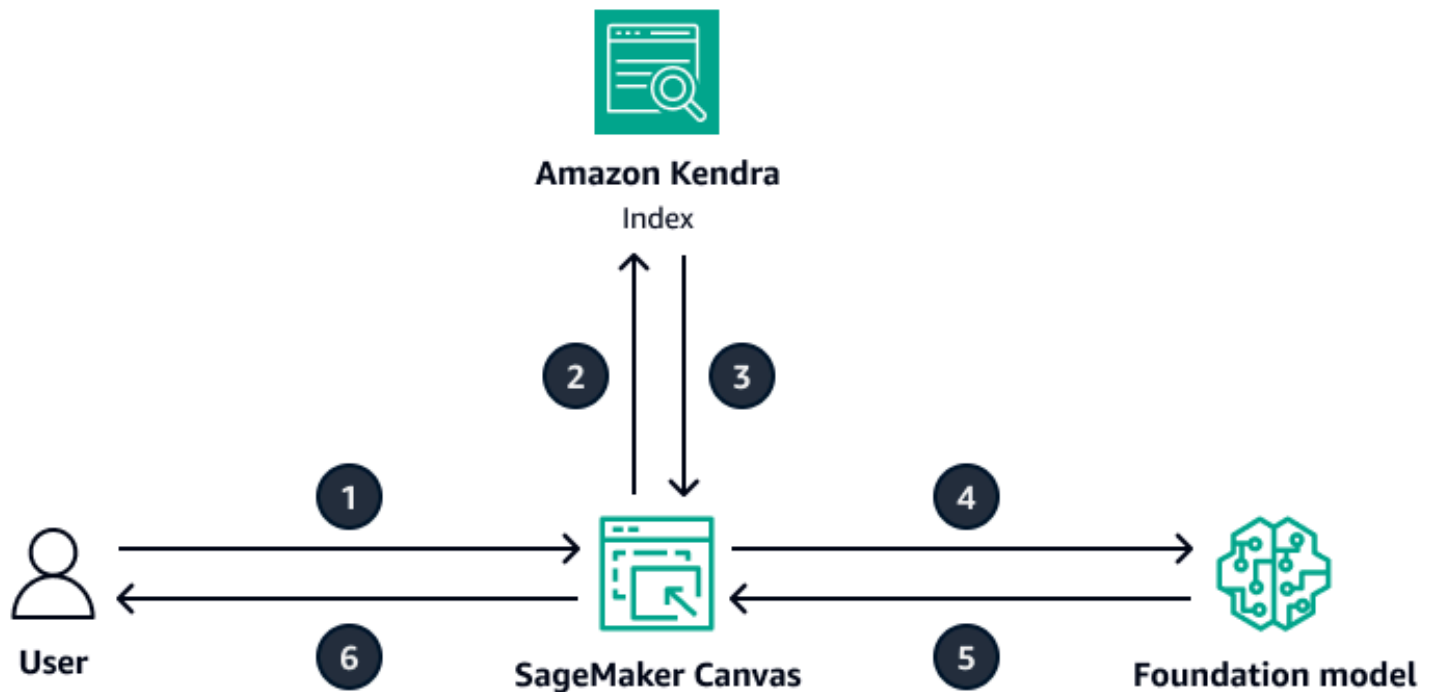 Amazon Kendra
Index
2
3
1
4
6
5
User
SageMaker Canvas
Foundation model